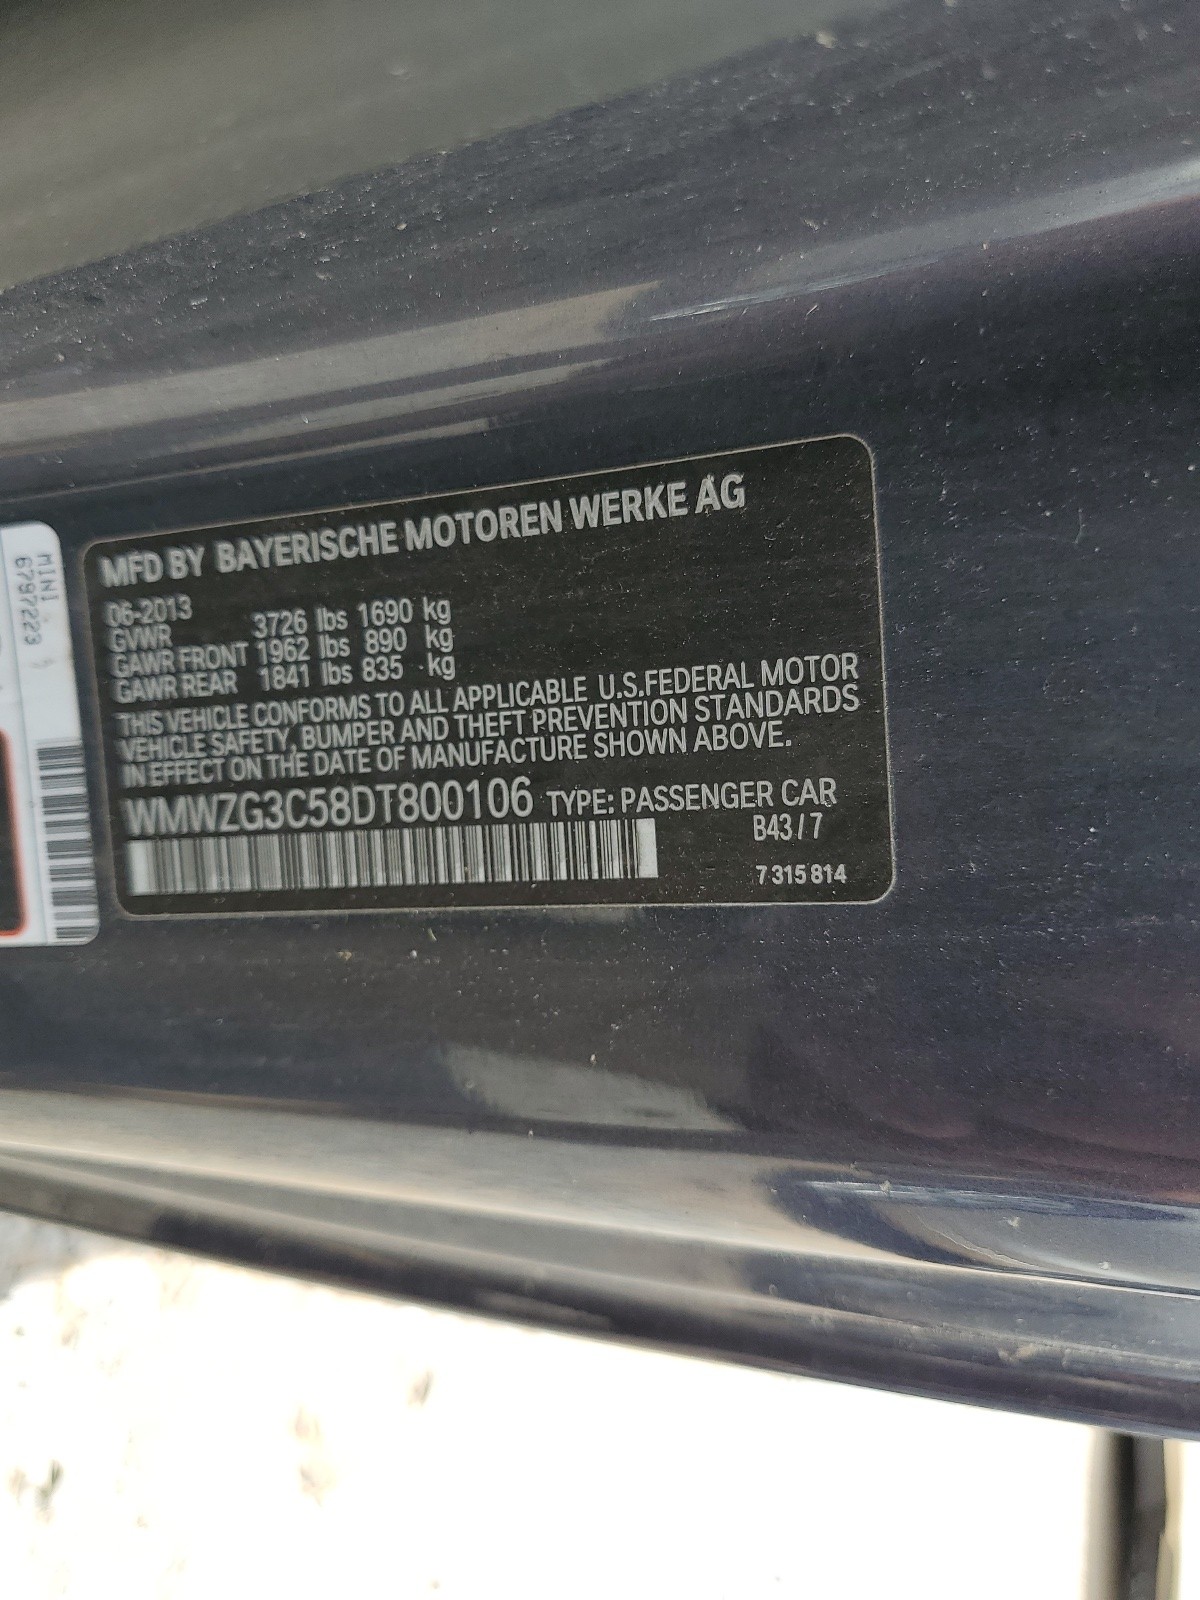 MFD BY BAYERISCHE MOTOREN WERKE AG
06-2013
GVWR 3726 lbs 1690 kg
GAWR FRONT 1962 lbs 890 kg
GAWR REAR 1841 lbs 835 kg
THIS VEHICLE CONFORMS TO ALL APPLICABLE U.S.FEDERAL MOTOR
VEHICLE SAFETY, BUMPER AND THEFT PREVENTION STANDARDS
IN EFFECT ON THE DATE OF MANUFACTURE SHOWN ABOVE.
WMWZG3C58DT800106 TYPE: PASSENGER CAR
B43/7
7 315 814
MINI
6797223